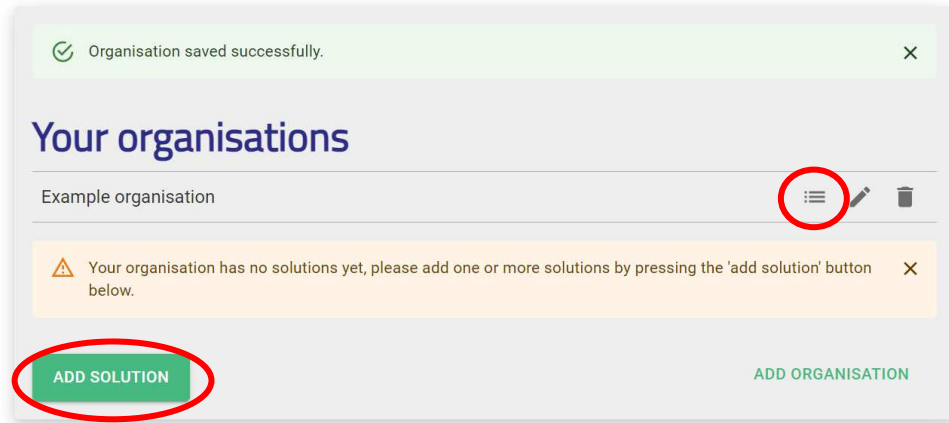 Organisation saved successfully.
Your organisations
Example organisation
Your organisation has no solutions yet, please add one or more solutions by pressing the 'add solution' button
below.
ADD SOLUTION
ADD ORGANISATION